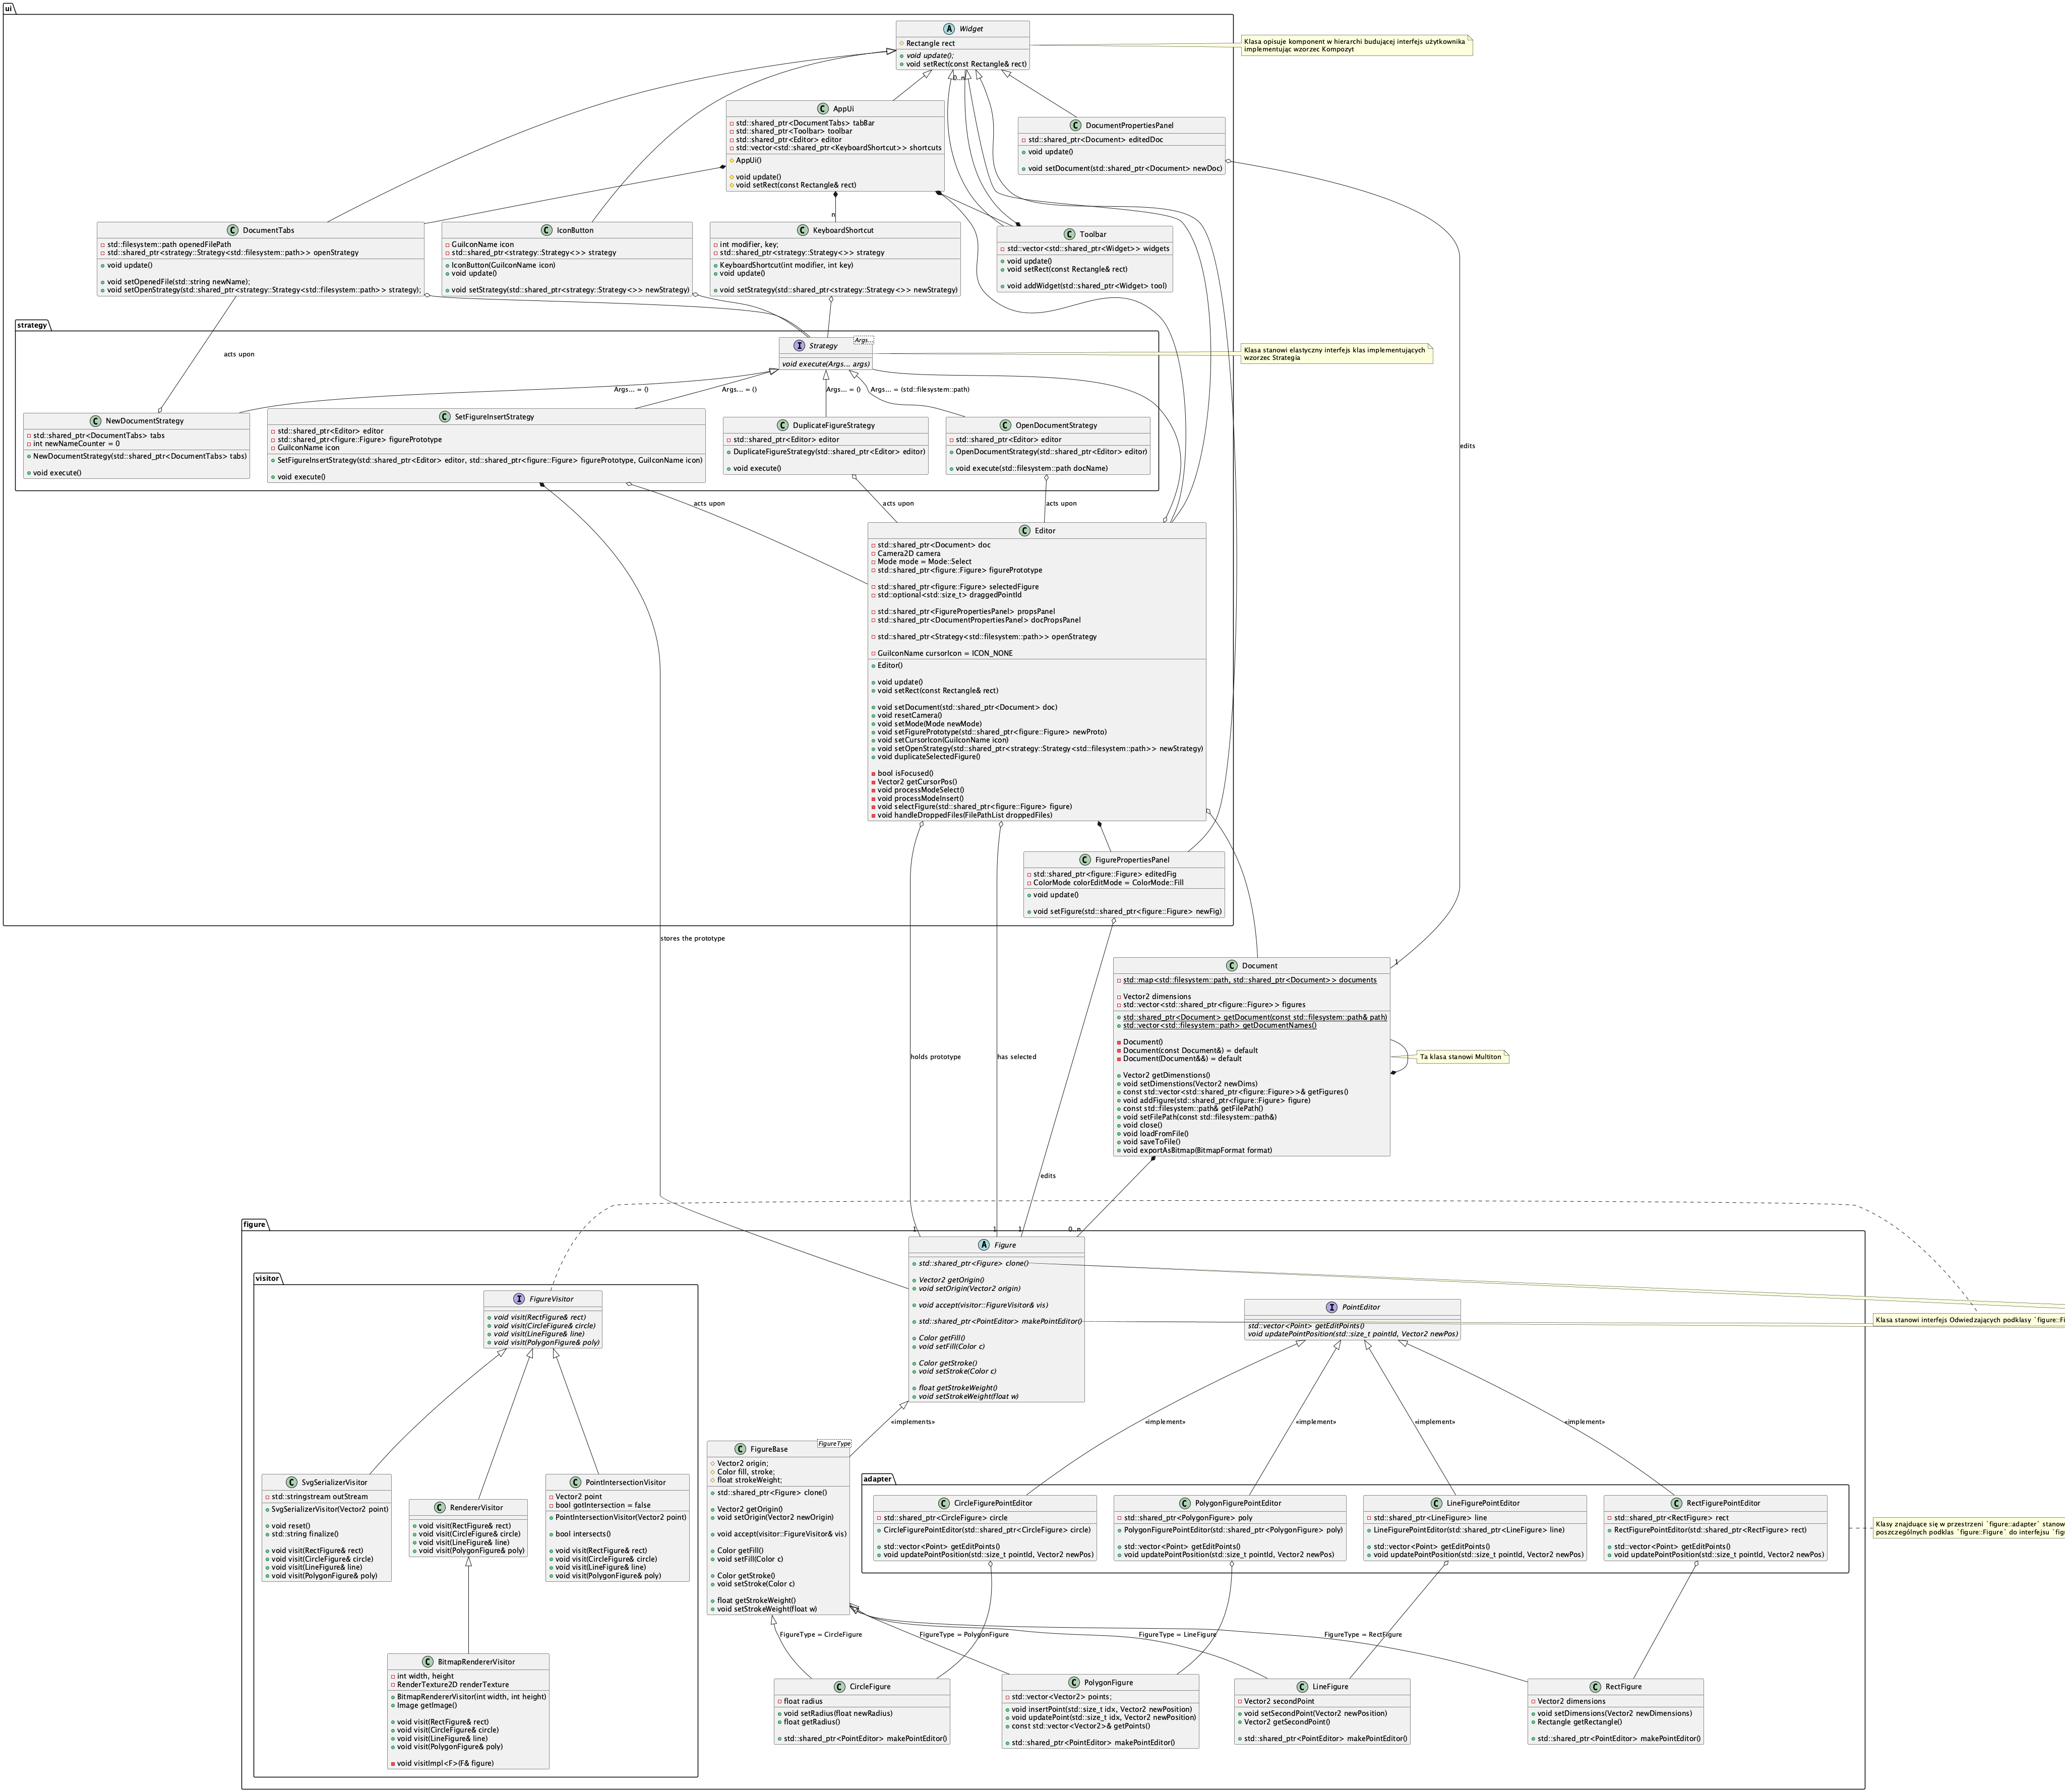 ui
Widget
Rectangle rect
void update();
void setRect(const Rectangle& rect)
Klasa opisuje komponent w hierarchi budującej interfejs użytkownika
implementując wzorzec Kompozyt
0..n
AppUi
std::shared_ptr<DocumentTabs> tabBar
std::shared_ptr<Toolbar> toolbar
std::shared_ptr<Editor> editor
std::vector<std::shared_ptr<KeyboardShortcut>> shortcuts
AppUi()
void update()
void setRect(const Rectangle& rect)
DocumentPropertiesPanel
std::shared_ptr<Document> editedDoc
void update()
void setDocument(std::shared_ptr<Document> newDoc)
n
DocumentTabs
std::filesystem::path openedFilePath
std::shared_ptr<strategy::Strategy<std::filesystem::path>> openStrategy
void update()
void setOpenedFile(std::string newName);
void setOpenStrategy(std::shared_ptr<strategy::Strategy<std::filesystem::path>> strategy);
IconButton
GuiIconName icon
std::shared_ptr<strategy::Strategy<>> strategy
IconButton(GuiIconName icon)
void update()
void setStrategy(std::shared_ptr<strategy::Strategy<>> newStrategy)
KeyboardShortcut
int modifier, key;
std::shared_ptr<strategy::Strategy<>> strategy
KeyboardShortcut(int modifier, int key)
void update()
void setStrategy(std::shared_ptr<strategy::Strategy<>> newStrategy)
Toolbar
std::vector<std::shared_ptr<Widget>> widgets
void update()
void setRect(const Rectangle& rect)
void addWidget(std::shared_ptr<Widget> tool)
strategy
Strategy
Args...
void execute(Args... args)
Klasa stanowi elastyczny interfejs klas implementujących
wzorzec Strategia
acts upon
Args... = ()
Args... = ()
Args... = ()
Args... = (std::filesystem::path)
edits
NewDocumentStrategy
std::shared_ptr<DocumentTabs> tabs
int newNameCounter = 0
NewDocumentStrategy(std::shared_ptr<DocumentTabs> tabs)
void execute()
SetFigureInsertStrategy
std::shared_ptr<Editor> editor
std::shared_ptr<figure::Figure> figurePrototype
GuiIconName icon
SetFigureInsertStrategy(std::shared_ptr<Editor> editor, std::shared_ptr<figure::Figure> figurePrototype, GuiIconName icon)
void execute()
DuplicateFigureStrategy
std::shared_ptr<Editor> editor
DuplicateFigureStrategy(std::shared_ptr<Editor> editor)
void execute()
OpenDocumentStrategy
std::shared_ptr<Editor> editor
OpenDocumentStrategy(std::shared_ptr<Editor> editor)
void execute(std::filesystem::path docName)
acts upon
acts upon
acts upon
Editor
std::shared_ptr<Document> doc
Camera2D camera
Mode mode = Mode::Select
std::shared_ptr<figure::Figure> figurePrototype
std::shared_ptr<figure::Figure> selectedFigure
std::optional<std::size_t> draggedPointId
std::shared_ptr<FigurePropertiesPanel> propsPanel
std::shared_ptr<DocumentPropertiesPanel> docPropsPanel
std::shared_ptr<Strategy<std::filesystem::path>> openStrategy
GuiIconName cursorIcon = ICON_NONE
Editor()
void update()
void setRect(const Rectangle& rect)
void setDocument(std::shared_ptr<Document> doc)
void resetCamera()
void setMode(Mode newMode)
void setFigurePrototype(std::shared_ptr<figure::Figure> newProto)
void setCursorIcon(GuiIconName icon)
void setOpenStrategy(std::shared_ptr<strategy::Strategy<std::filesystem::path>> newStrategy)
void duplicateSelectedFigure()
bool isFocused()
Vector2 getCursorPos()
void processModeSelect()
void processModeInsert()
void selectFigure(std::shared_ptr<figure::Figure> figure)
void handleDroppedFiles(FilePathList droppedFiles)
FigurePropertiesPanel
std::shared_ptr<figure::Figure> editedFig
ColorMode colorEditMode = ColorMode::Fill
void update()
void setFigure(std::shared_ptr<figure::Figure> newFig)
stores the prototype
1
Document
std::map<std::filesystem::path, std::shared_ptr<Document>> documents
Vector2 dimensions
std::vector<std::shared_ptr<figure::Figure>> figures
std::shared_ptr<Document> getDocument(const std::filesystem::path& path)
std::vector<std::filesystem::path> getDocumentNames()
Document()
Document(const Document&) = default
Document(Document&&) = default
Vector2 getDimenstions()
void setDimenstions(Vector2 newDims)
const std::vector<std::shared_ptr<figure::Figure>>& getFigures()
void addFigure(std::shared_ptr<figure::Figure> figure)
const std::filesystem::path& getFilePath()
void setFilePath(const std::filesystem::path&)
void close()
void loadFromFile()
void saveToFile()
void exportAsBitmap(BitmapFormat format)
Ta klasa stanowi Multiton
holds prototype
has selected
edits
figure
1
1
1
0..n
Figure
std::shared_ptr<Figure> clone()
Vector2 getOrigin()
void setOrigin(Vector2 origin)
void accept(visitor::FigureVisitor& vis)
std::shared_ptr<PointEditor> makePointEditor()
Color getFill()
void setFill(Color c)
Color getStroke()
void setStroke(Color c)
float getStrokeWeight()
void setStrokeWeight(float w)
visitor
FigureVisitor
void visit(RectFigure& rect)
void visit(CircleFigure& circle)
void visit(LineFigure& line)
void visit(PolygonFigure& poly)
PointEditor
std::vector<Point> getEditPoints()
void updatePointPosition(std::size_t pointId, Vector2 newPos)
Klasa stanowi interfejs Odwiedzających podklasy `figure::Fi
«implements»
«implement»
«implement»
«implement»
«implement»
FigureBase
FigureType
Vector2 origin;
Color fill, stroke;
float strokeWeight;
std::shared_ptr<Figure> clone()
Vector2 getOrigin()
void setOrigin(Vector2 newOrigin)
void accept(visitor::FigureVisitor& vis)
Color getFill()
void setFill(Color c)
Color getStroke()
void setStroke(Color c)
float getStrokeWeight()
void setStrokeWeight(float w)
SvgSerializerVisitor
std::stringstream outStream
SvgSerializerVisitor(Vector2 point)
void reset()
std::string finalize()
void visit(RectFigure& rect)
void visit(CircleFigure& circle)
void visit(LineFigure& line)
void visit(PolygonFigure& poly)
RendererVisitor
void visit(RectFigure& rect)
void visit(CircleFigure& circle)
void visit(LineFigure& line)
void visit(PolygonFigure& poly)
PointIntersectionVisitor
Vector2 point
bool gotIntersection = false
PointIntersectionVisitor(Vector2 point)
bool intersects()
void visit(RectFigure& rect)
void visit(CircleFigure& circle)
void visit(LineFigure& line)
void visit(PolygonFigure& poly)
adapter
CircleFigurePointEditor
std::shared_ptr<CircleFigure> circle
CircleFigurePointEditor(std::shared_ptr<CircleFigure> circle)
std::vector<Point> getEditPoints()
void updatePointPosition(std::size_t pointId, Vector2 newPos)
PolygonFigurePointEditor
std::shared_ptr<PolygonFigure> poly
PolygonFigurePointEditor(std::shared_ptr<PolygonFigure> poly)
std::vector<Point> getEditPoints()
void updatePointPosition(std::size_t pointId, Vector2 newPos)
LineFigurePointEditor
std::shared_ptr<LineFigure> line
LineFigurePointEditor(std::shared_ptr<LineFigure> line)
std::vector<Point> getEditPoints()
void updatePointPosition(std::size_t pointId, Vector2 newPos)
RectFigurePointEditor
std::shared_ptr<RectFigure> rect
RectFigurePointEditor(std::shared_ptr<RectFigure> rect)
std::vector<Point> getEditPoints()
void updatePointPosition(std::size_t pointId, Vector2 newPos)
Klasy znajdujące się w przestrzeni `figure::adapter` stanow
poszczególnych podklas `figure::Figure` do interfejsu `figu
FigureType = CircleFigure
FigureType = PolygonFigure
FigureType = LineFigure
FigureType = RectFigure
BitmapRendererVisitor
int width, height
RenderTexture2D renderTexture
BitmapRendererVisitor(int width, int height)
Image getImage()
void visit(RectFigure& rect)
void visit(CircleFigure& circle)
void visit(LineFigure& line)
void visit(PolygonFigure& poly)
void visitImpl<F>(F& figure)
CircleFigure
float radius
void setRadius(float newRadius)
float getRadius()
std::shared_ptr<PointEditor> makePointEditor()
PolygonFigure
std::vector<Vector2> points;
void insertPoint(std::size_t idx, Vector2 newPosition)
void updatePoint(std::size_t idx, Vector2 newPosition)
const std::vector<Vector2>& getPoints()
std::shared_ptr<PointEditor> makePointEditor()
LineFigure
Vector2 secondPoint
void setSecondPoint(Vector2 newPosition)
Vector2 getSecondPoint()
std::shared_ptr<PointEditor> makePointEditor()
RectFigure
Vector2 dimensions
void setDimensions(Vector2 newDimensions)
Rectangle getRectangle()
std::shared_ptr<PointEditor> makePointEditor()